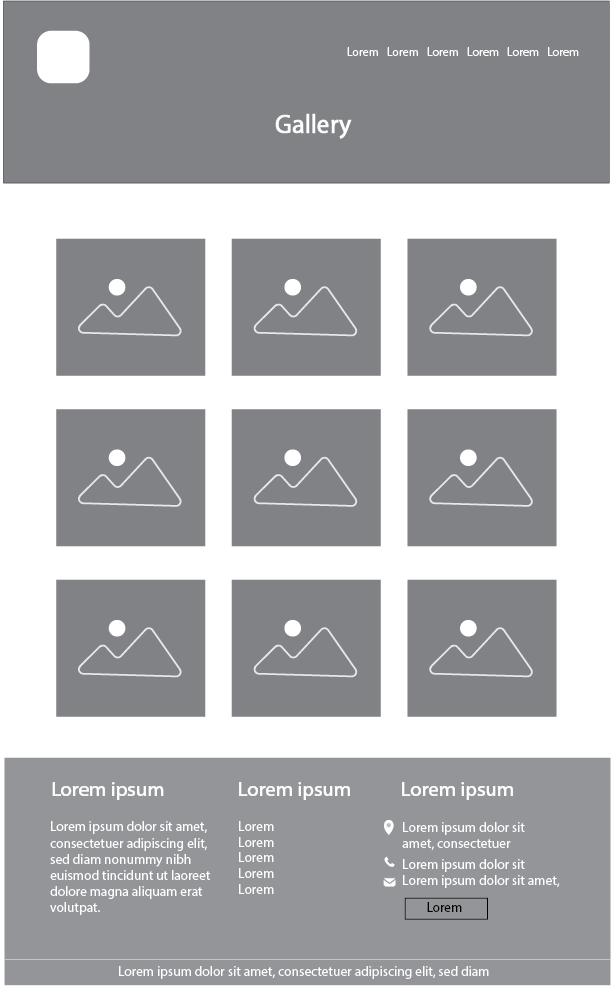 Lorem Lorem Lorem Lorem Lorem Lorem
Gallery
Lorem ipsum
Lorem ipsum dolor sit amet,
consectetuer adipiscing elit,
sed diam nonummy nibh
euismod tincidunt ut laoreet
dolore magna aliquam erat
volutpat.
Lorem ipsum
Lorem
Lorem
Lorem
Lorem
Lorem
Lorem ipsum
Lorem ipsum dolor sit
amet, consectetuer
Lorem ipsum dolor sit
Lorem ipsum dolor sit amet,
Lorem
Lorem ipsum dolor sit amet, consectetuer adipiscing elit, sed diam